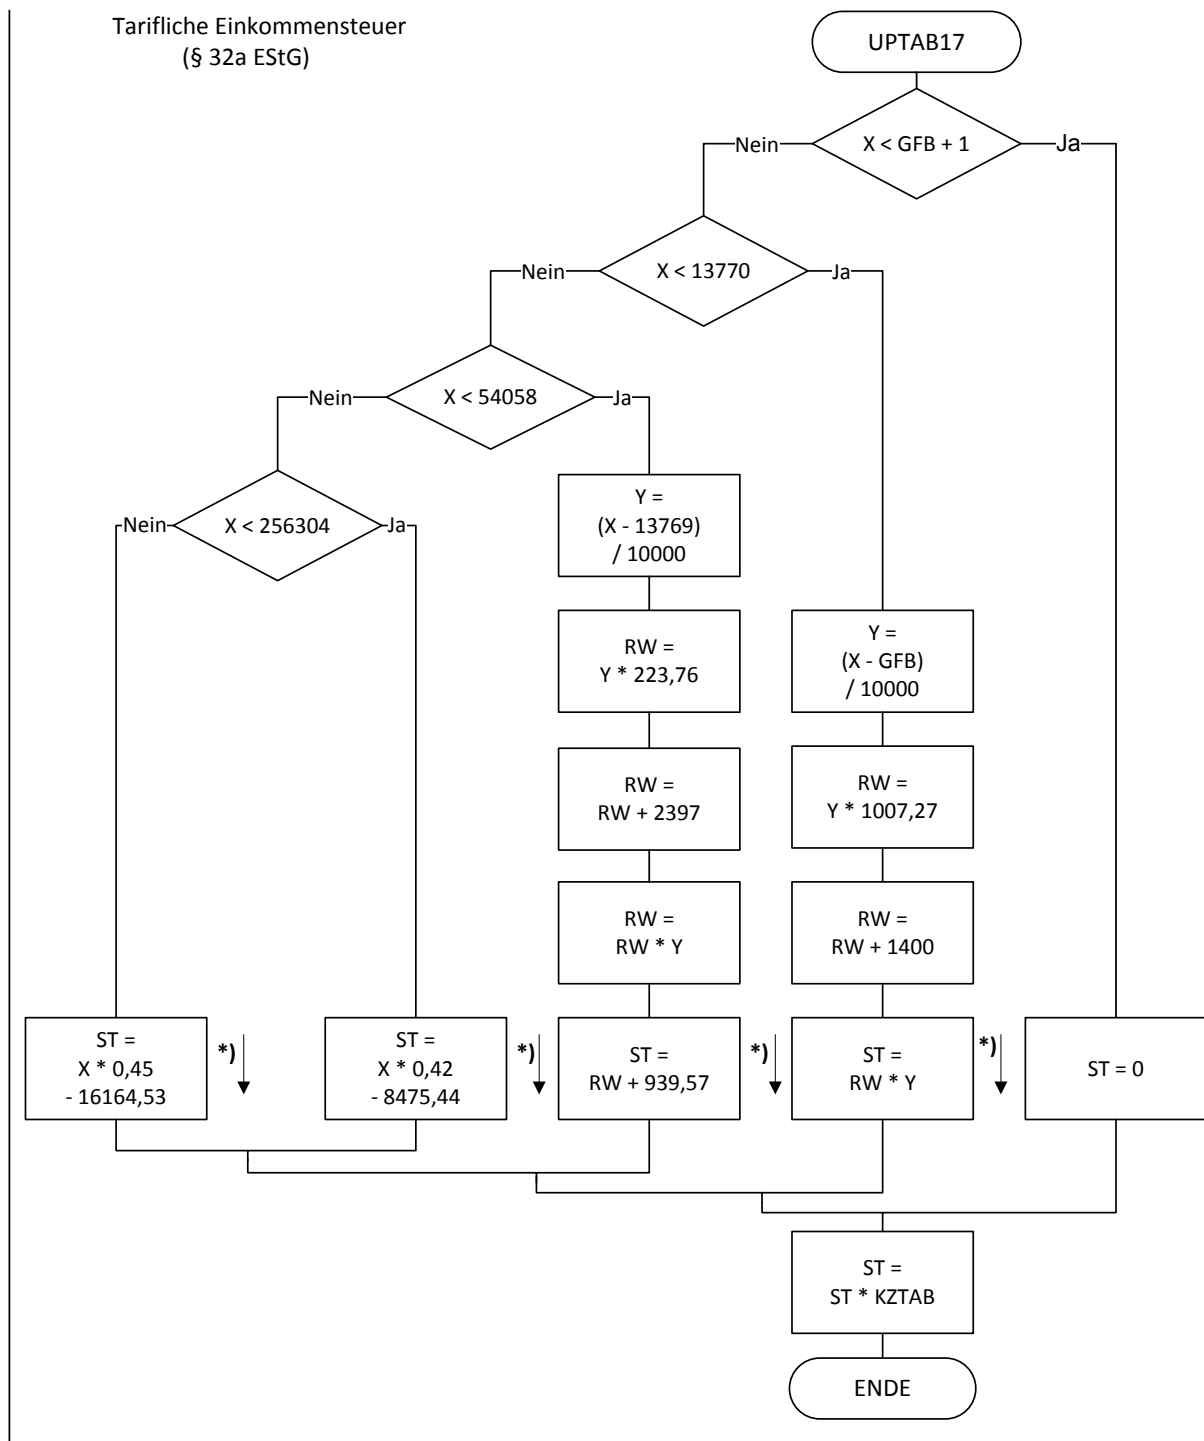 Tarifliche Einkommensteuer
(§ 32a EStG)
UPTAB17
X < GFB + 1
Nein
Ja
X < 13770
Nein
Ja
X < 54058
Nein
Ja
X < 256304
Nein
Ja
Y =
(X - 13769)
/ 10000
RW =
Y * 223,76
Y =
(X - GFB)
/ 10000
RW =
RW + 2397
RW =
Y * 1007,27
RW =
RW * Y
RW =
RW + 1400
ST =
X * 0,45
- 16164,53
*)
ST =
X * 0,42
- 8475,44
*)
ST =
RW + 939,57
*)
ST =
RW * Y
*)
ST = 0
ST =
ST * KZTAB
ENDE